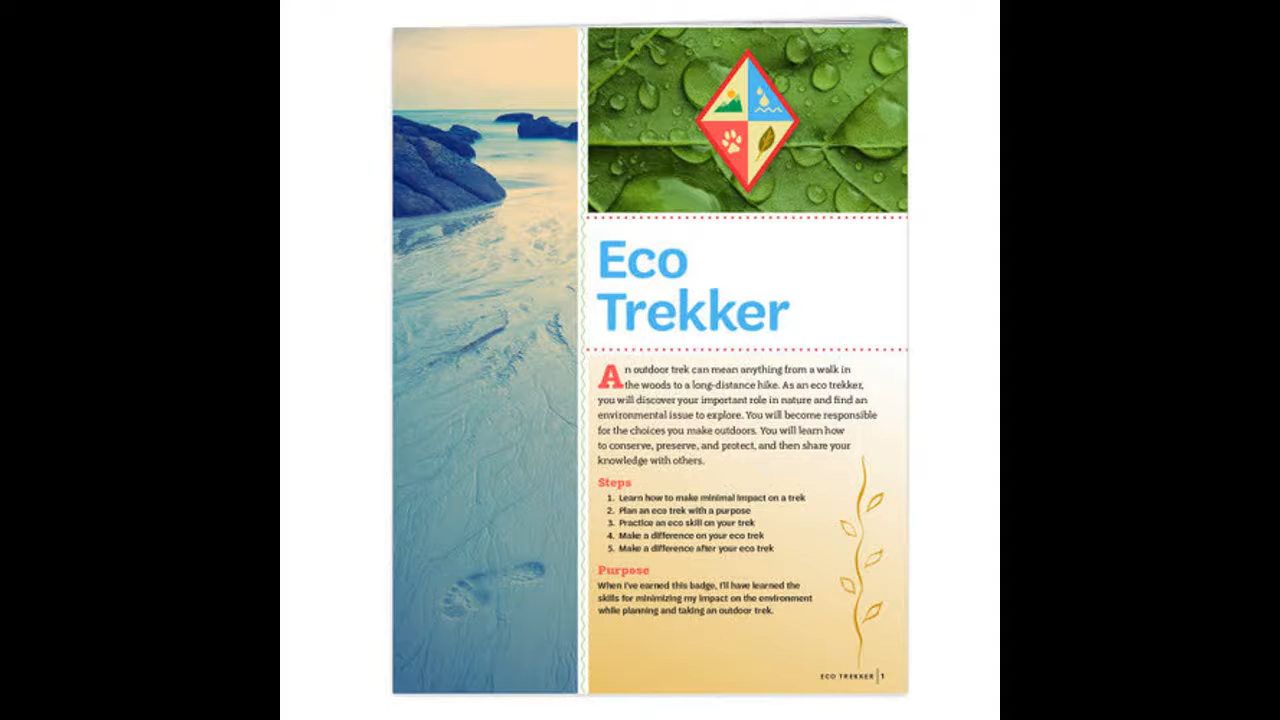 Eco
Trekker
An outdoor trek can mean anything from a walk in
the woods to a long-distance hike. As an eco trekker,
you will discover your important role in nature and find an
environmental issue to explore. You will become responsible
for the choices you make outdoors. You will learn how
to conserve, preserve, and protect, and then share your
knowledge with others.
Steps
1. Learn how to make minimal impact on a trek
2. Plan an eco trek with a purpose
3. Practice an eco skill on your trek
4. Make a difference on your eco trek
5. Make a difference after your eco trek
Purpose
When I've earned this badge, I'll have learned the
skills for minimizing my impact on the environment
while planning and taking an outdoor trek.
ECO TREKKER | 1